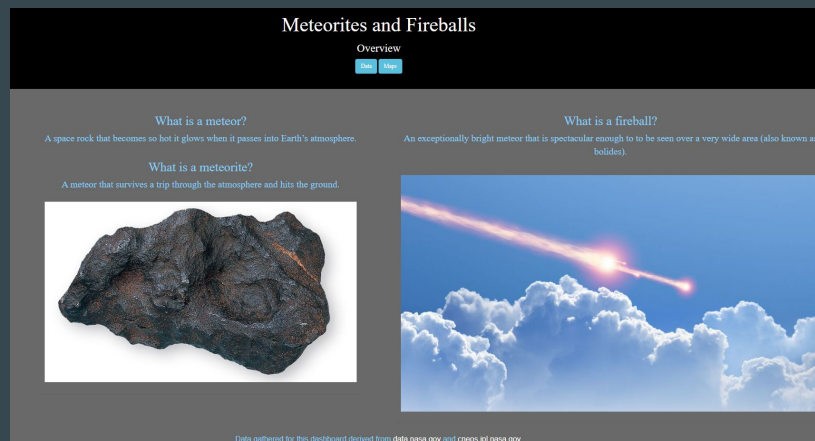 Meteorites and Fireballs
Overview
Data Maps
What is a meteor?
A space rock that becomes so hot it glows when it passes into Earth's atmosphere.
What is a meteorite?
A meteor that survives a trip through the atmosphere and hits the ground.
What is a fireball?
An exceptionally bright meteor that is spectacular enough to to be seen over a very wide area (also known as
bolides).
Data gathered for this dashboard derived from data.nasa.gov and cneos.jpl.nasa.gov